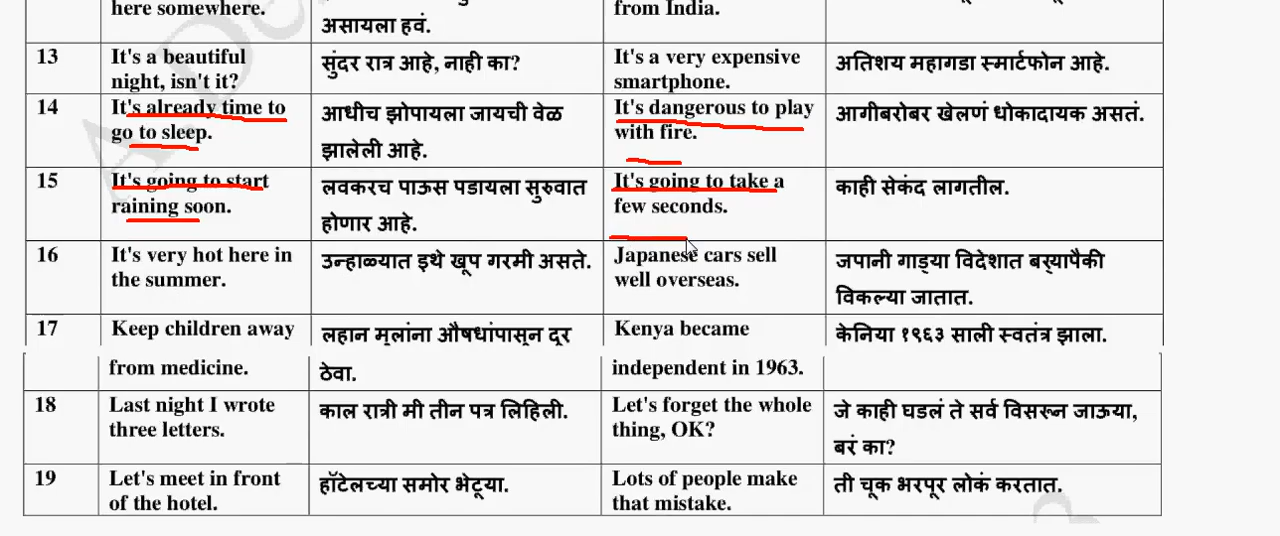 here somewhere.
असायला हवं.
from India.
13
It's a beautiful
night, isn't it?
सुंदर रात्र आहे, नाही का?
It's a very expensive
smartphone.
अतिशय महागडा स्मार्टफोन आहे.
14
It's already time to
go to sleep.
आधीच झोपायला जायची वेळ
झालेली आहे.
It's dangerous to play
with fire.
आगीबरोबर खेलणं धोकादायक असतं.
15
It's going to start
raining soon.
लवकरच पाऊस पडायला सुरुवात
होणार आहे.
It's going to take a
few seconds.
काही सेकंद लागतील.
16
It's very hot here in
the summer.
उन्हाळ्यात इथे खूप गरमी असते.
Japanese cars sell
well overseas.
जपानी गाड्या विदेशात बऱ्यापैकी
विकल्या जातात.
17
Keep children away
from medicine.
लहान मुलांना औषधांपासून दूर
ठेवा.
Kenya became
independent in 1963.
केनिया १९६३ साली स्वतंत्र झाला.
18
Last night I wrote
three letters.
काल रात्री मी तीन पत्र लिहिली.
Let's forget the whole
thing, OK?
जे काही घडलं ते सर्व विसरून जाऊया,
बरं का?
19
Let's meet in front
of the hotel.
हॉटेलच्या समोर भेटूया.
Lots of people make
that mistake.
ती चूक भरपूर लोकं करतात.